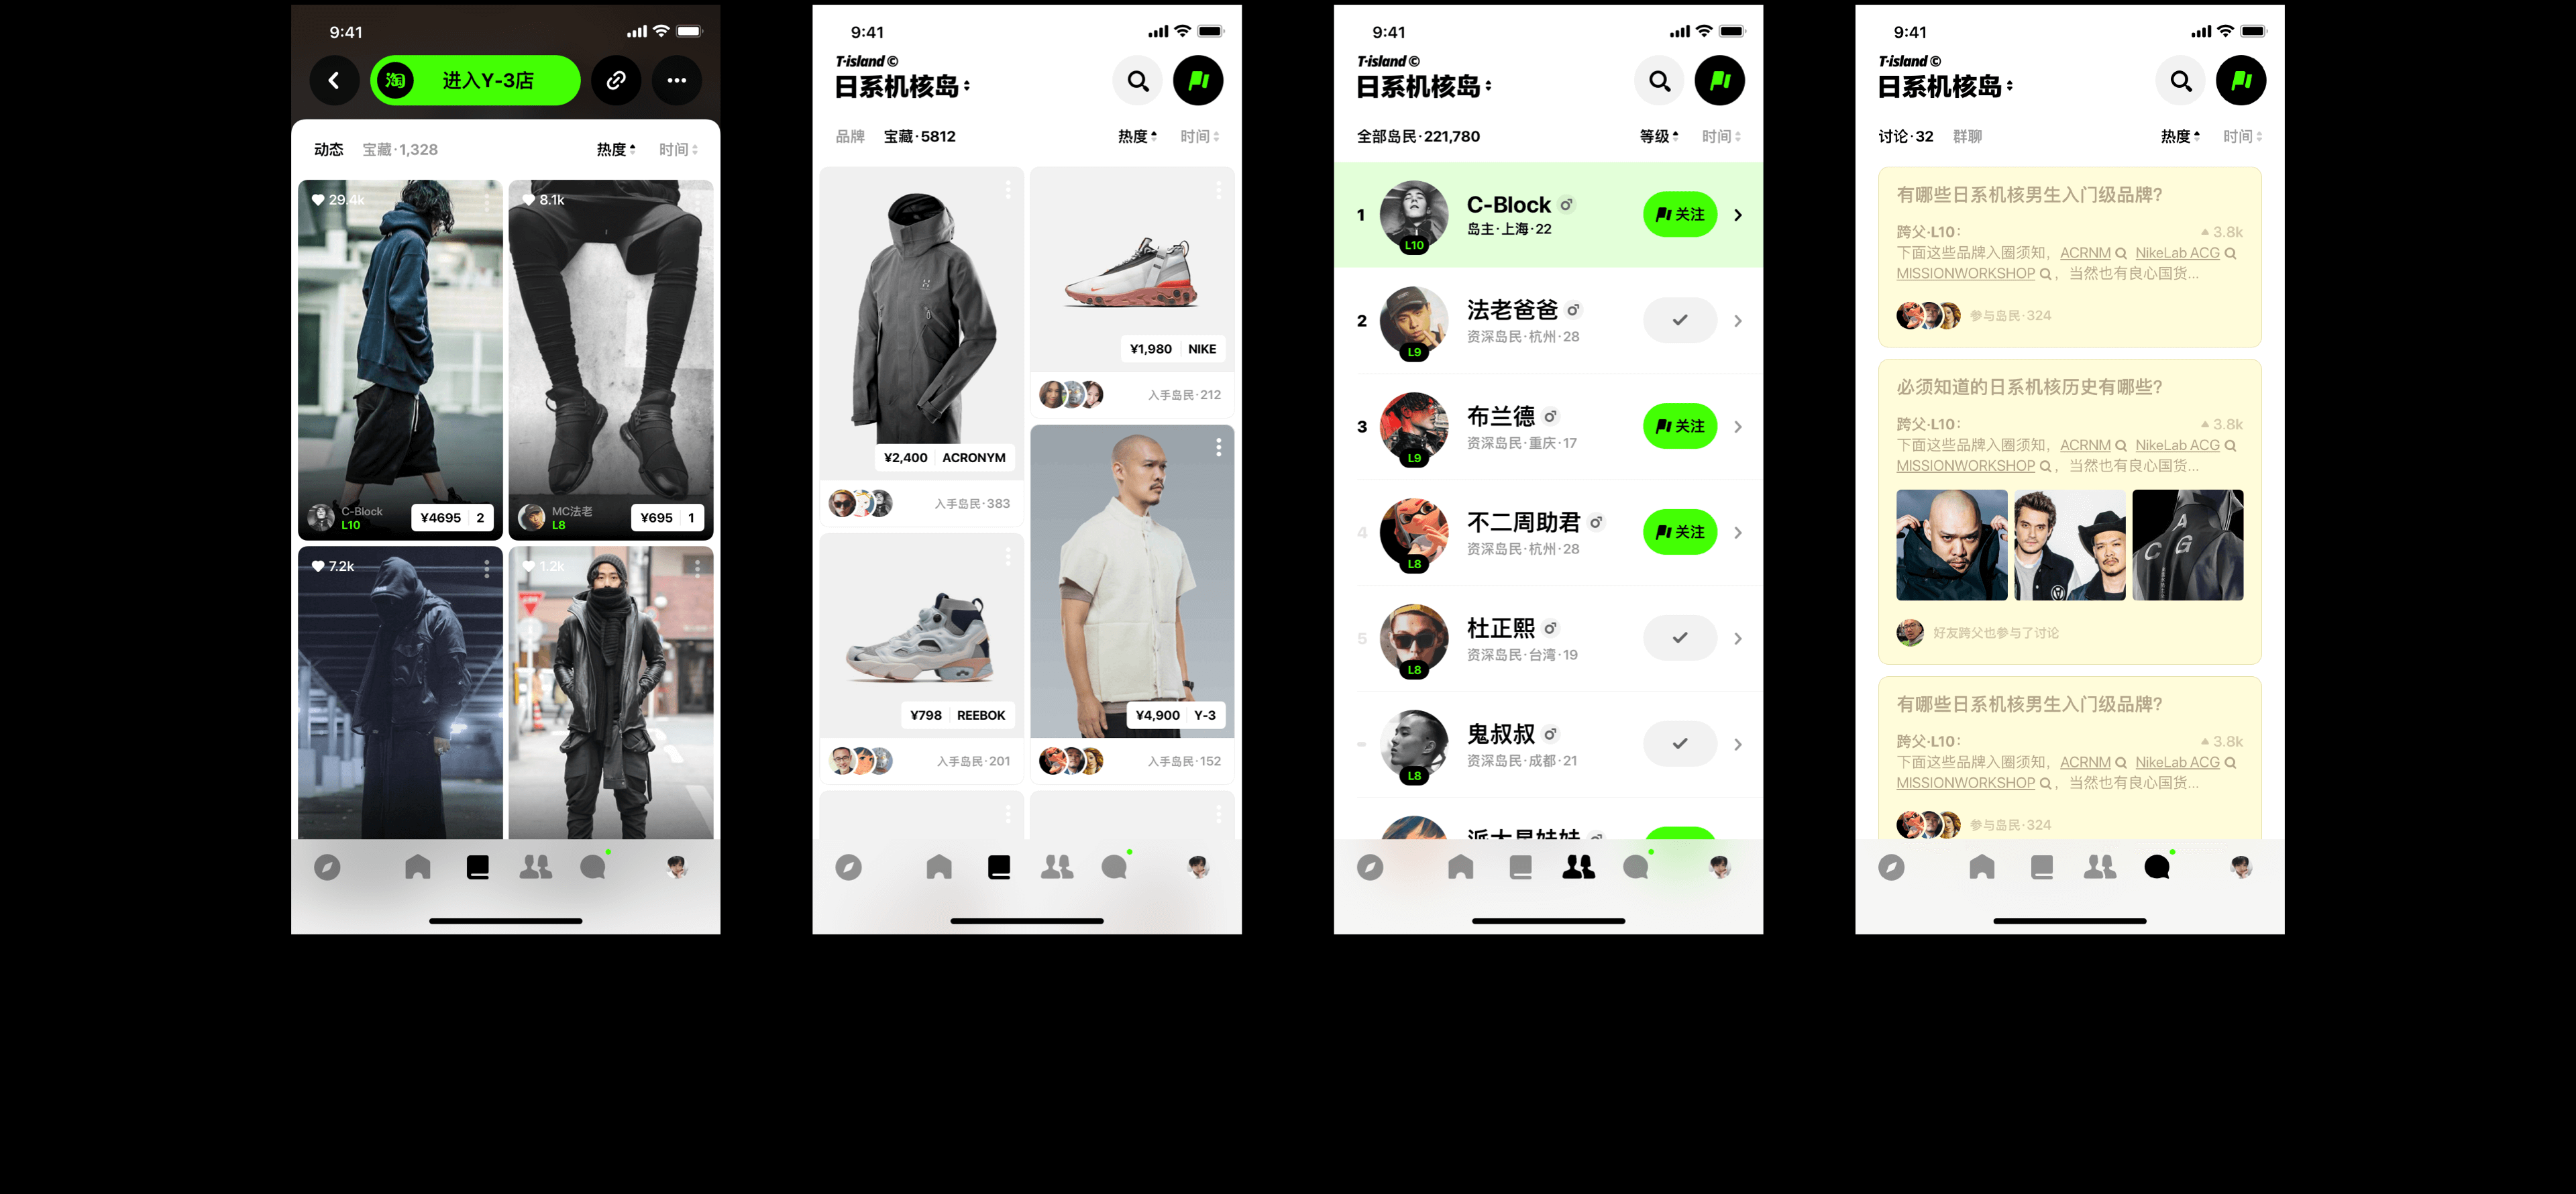 9:41
淘 进入Y-3店
动态 宝藏·1,328 热度 时间
29.4k
8.1k
C-Block
L10
¥4695 2
MC法老
L8
¥695 1
7.2k
1.2k
9:41
T·island ©
日系机核岛
品牌 宝藏·5812 热度 时间
¥2,400 ACRONYM
入手岛民·383
¥1,980 NIKE
入手岛民·212
¥798 REEBOK
入手岛民·201
¥4,900 Y-3
入手岛民·152
9:41
T·island ©
日系机核岛
全部岛民·221,780 等级 时间
1 C-Block 关注
岛主·上海·22
L10
2 法老爸爸
资深岛民·杭州·28
L9
3 布兰德 关注
资深岛民·重庆·17
L9
4 不二周助君 关注
资深岛民·杭州·28
L8
5 杜正熙
资深岛民·台湾·19
L8
- 鬼叔叔
资深岛民·成都·21
L8
派大星妹妹
9:41
T·island ©
日系机核岛
讨论·32 群聊 热度 时间
有哪些日系机核男生入门级品牌？
跨父·L10： 3.8k
下面这些品牌入圈须知，ACRNM NikeLab ACG
MISSIONWORKSHOP ，当然也有良心国货...
参与岛民·324
必须知道的日系机核历史有哪些？
跨父·L10： 3.8k
下面这些品牌入圈须知，ACRNM NikeLab ACG
MISSIONWORKSHOP ，当然也有良心国货...
A
C G
好友跨父也参与了讨论
有哪些日系机核男生入门级品牌？
跨父·L10： 3.8k
下面这些品牌入圈须知，ACRNM NikeLab ACG
MISSIONWORKSHOP ，当然也有良心国货...
参与岛民·324